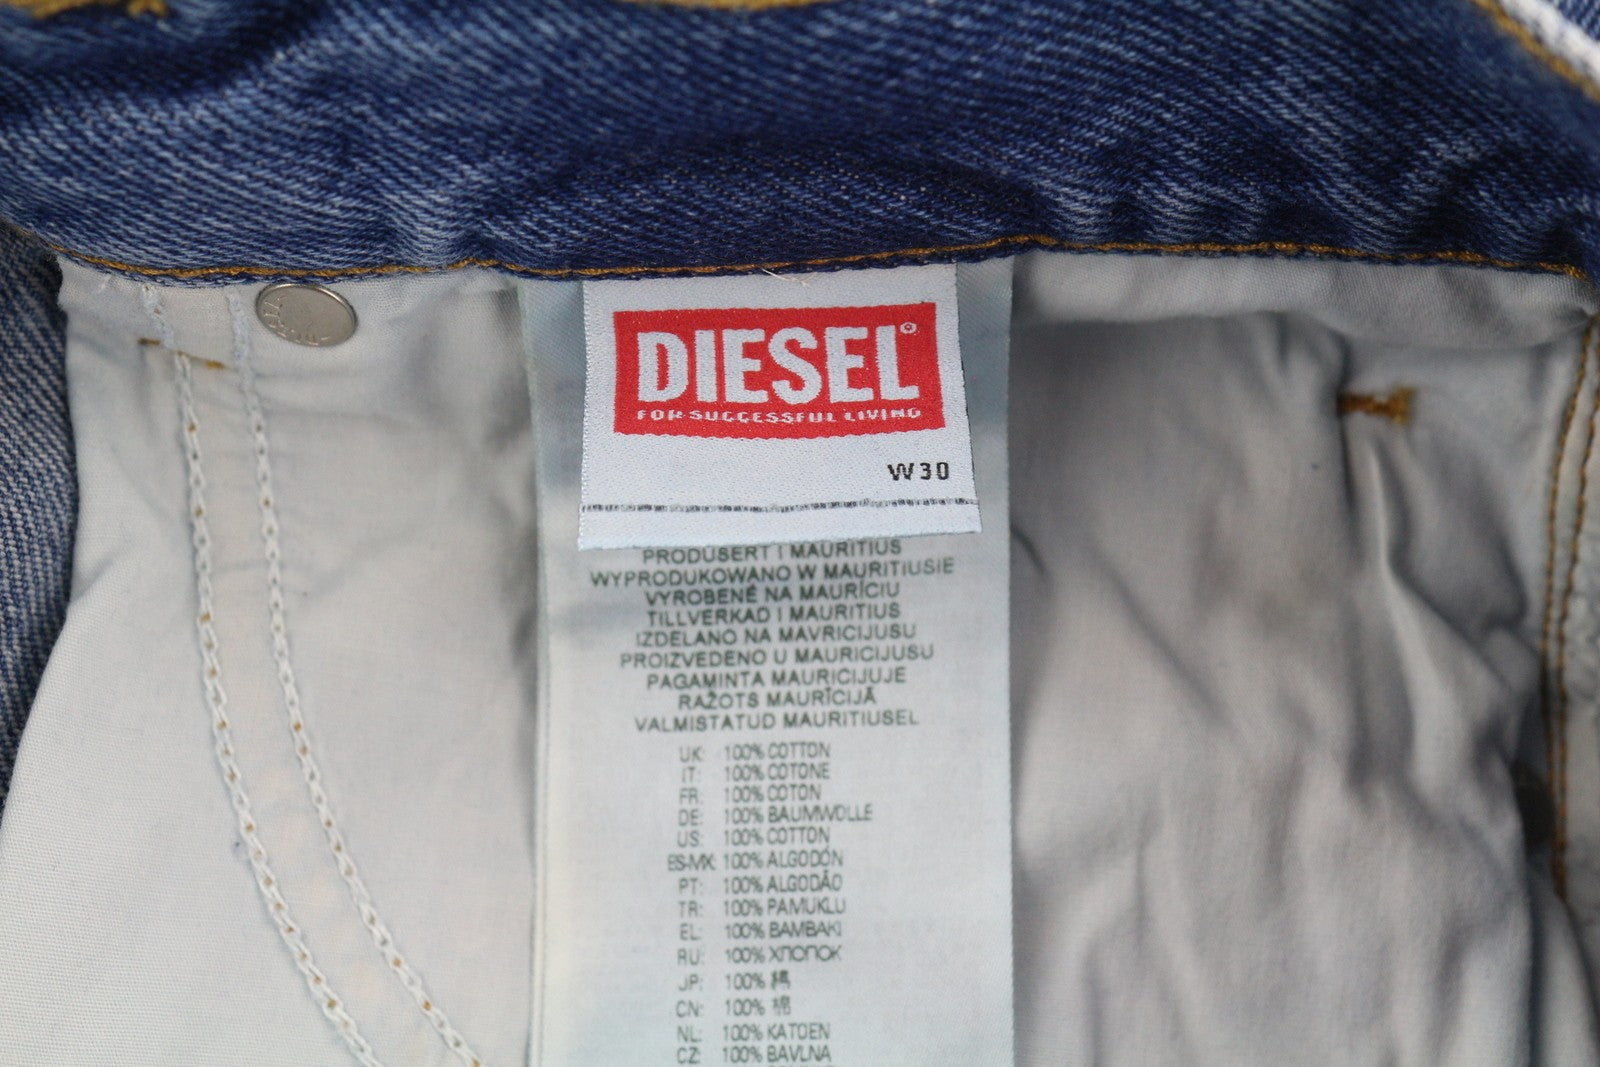 DIESEL®
FOR SUCCESSFUL LIVING
W30
PRODUSERT I MAURITIUS
WYPRODUKOWANO W MAURITIUSIE
VYROBENÉ NA MAURÍCIU
TILLVERKAD I MAURITIUS
IZDELANO NA MAVRICIJUSU
PROIZVEDENO U MAURICIJUSU
PAGAMINTA MAURICIJUJE
RAŽOTS MAURĪCIJĀ
VALMISTATUD MAURITIUSEL
UK: 100% COTTON
IT: 100% COTONE
FR: 100% COTON
DE: 100% BAUMWOLLE
US: 100% COTTON
ES-MX: 100% ALGODÓN
PT: 100% ALGODÃO
TR: 100% PAMUKLU
EL: 100% ΒΑΜΒΑΚΙ
RU: 100% ХЛОПОК
JP: 100% 綿
CN: 100% 棉
NL: 100% KATOEN
CZ: 100% BAVLNA